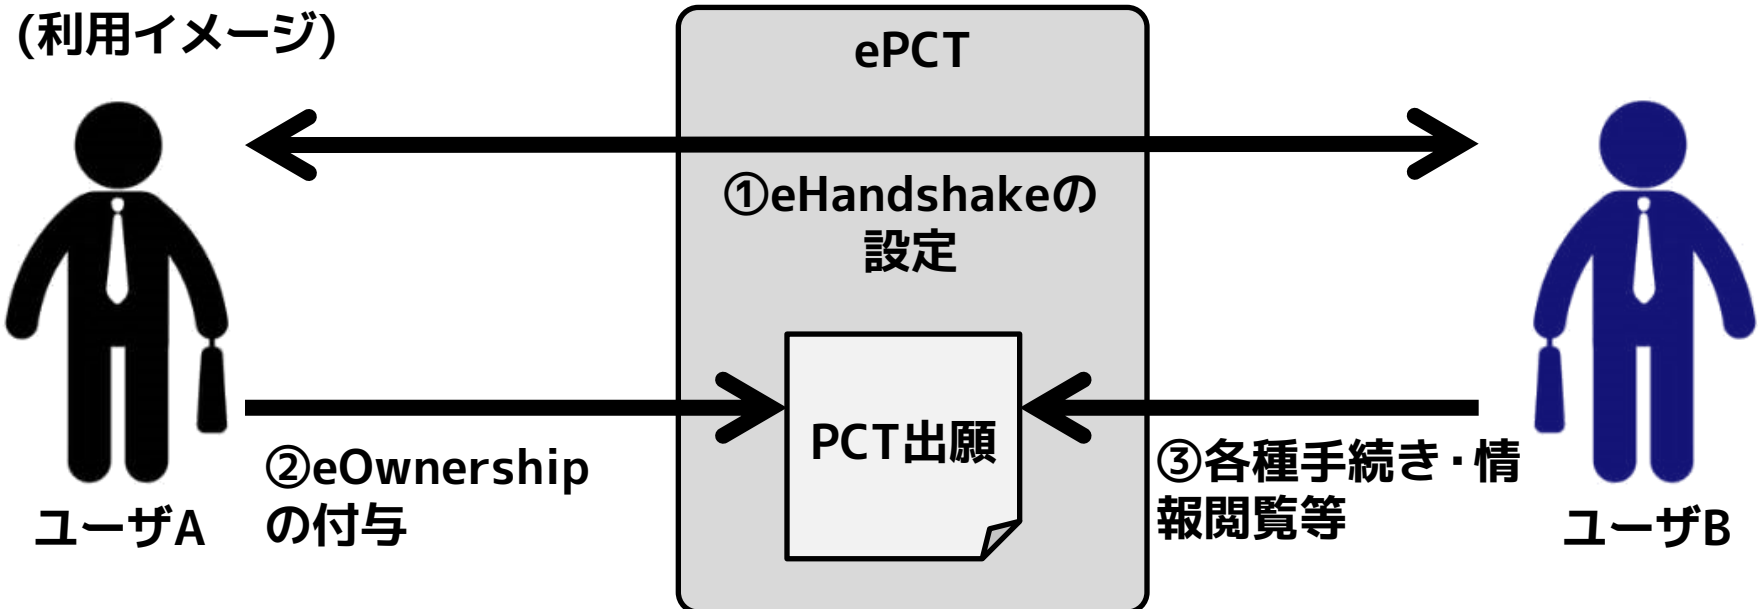 (利用イメージ)
ePCT
①eHandshakeの
設定
PCT出願
②eOwnership
の付与
③各種手続き・情
報閲覧等
ユーザA
ユーザB